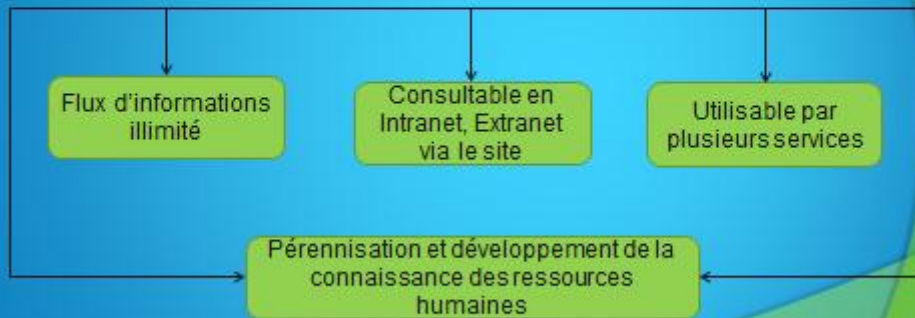 Flux d'informations
illimité
Consultable en
Intranet, Extranet
via le site
Utilisable par
plusieurs services
Pérennisation et développement de la
connaissance des ressources
humaines